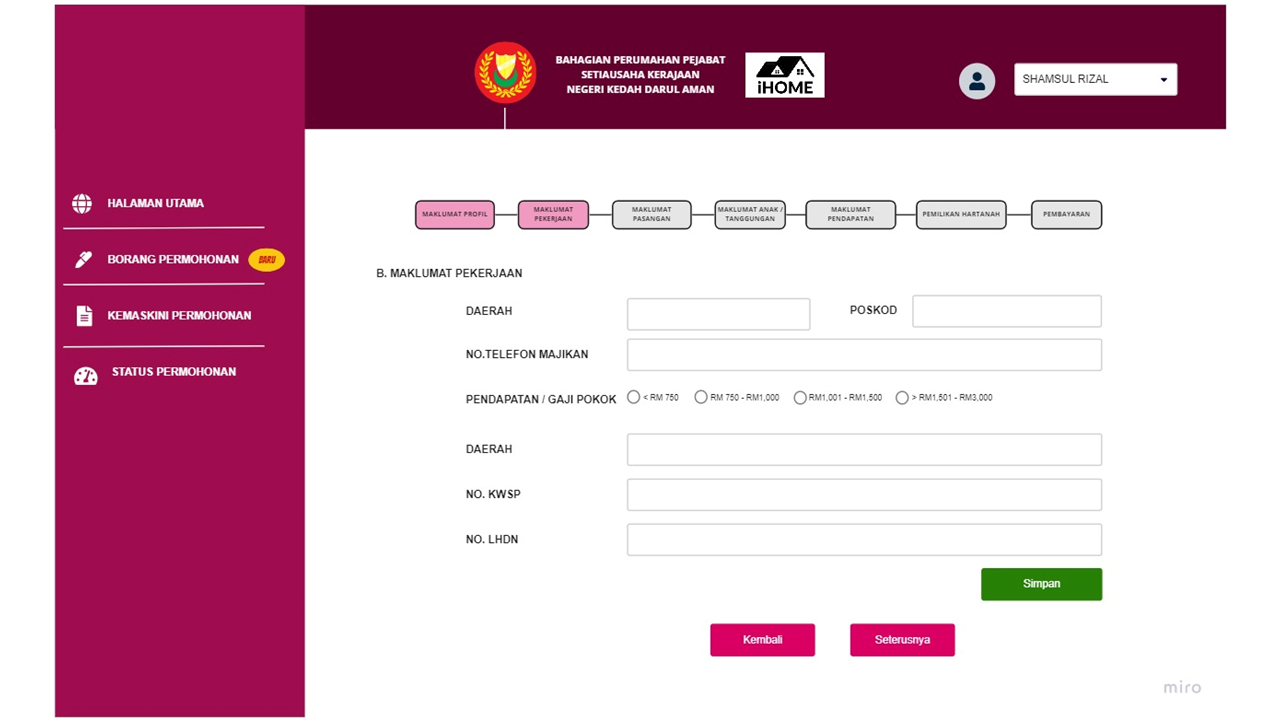 BAHAGIAN PERUMAHAN PEJABAT
SETIAUSAHA KERAJAAN
NEGERI KEDAH DARUL AMAN
iHOME
SHAMSUL RIZAL
HALAMAN UTAMA
BORANG PERMOHONAN BARU
KEMASKINI PERMOHONAN
STATUS PERMOHONAN
MAKLUMAT PROFIL
MAKLUMAT
PEKERJAAN
MAKLUMAT
PASANGAN
MAKLUMAT ANAK /
TANGGUNGAN
MAKLUMAT
PENDAPATAN
PEMILIKAN HARTANAH
PEMBAYARAN
B. MAKLUMAT PEKERJAAN
DAERAH
POSKOD
NO.TELEFON MAJIKAN
PENDAPATAN / GAJI POKOK < RM 750 RM 750 - RM1,000 RM1,001 - RM1,500 > RM1,501 - RM3,000
DAERAH
NO. KWSP
NO. LHDN
Simpan
Kembali
Seterusnya
miro